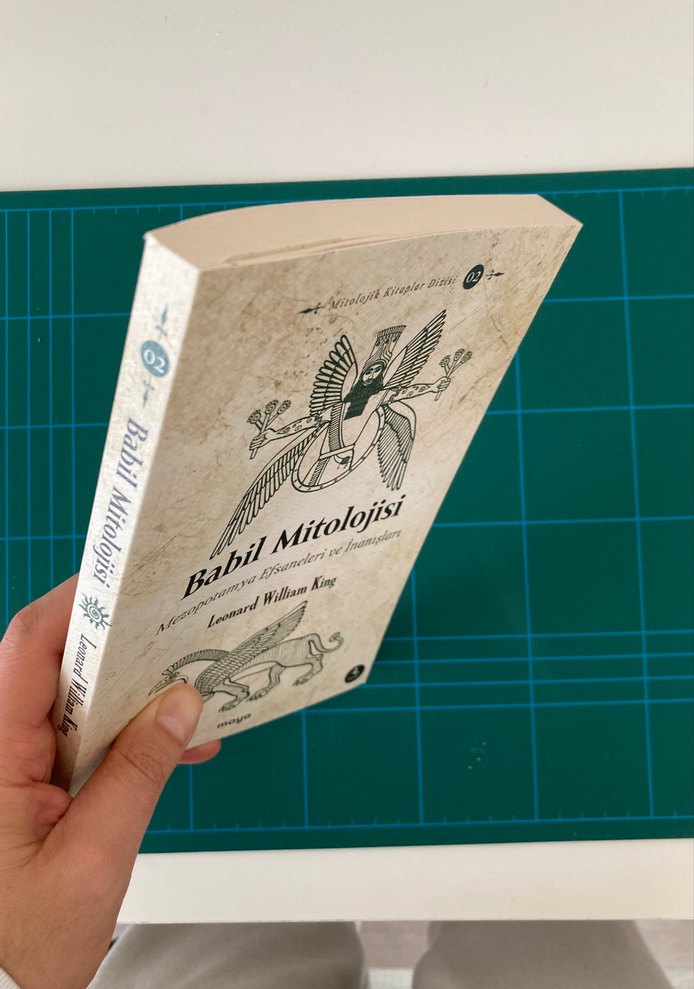 Mitolojik Kitaplar Dizisi 02
Babil Mitolojisi
Mezopotamya Efsaneleri ve İnanışları
Leonard William King
maya
02
Babil Mitolojisi
Leonard William King